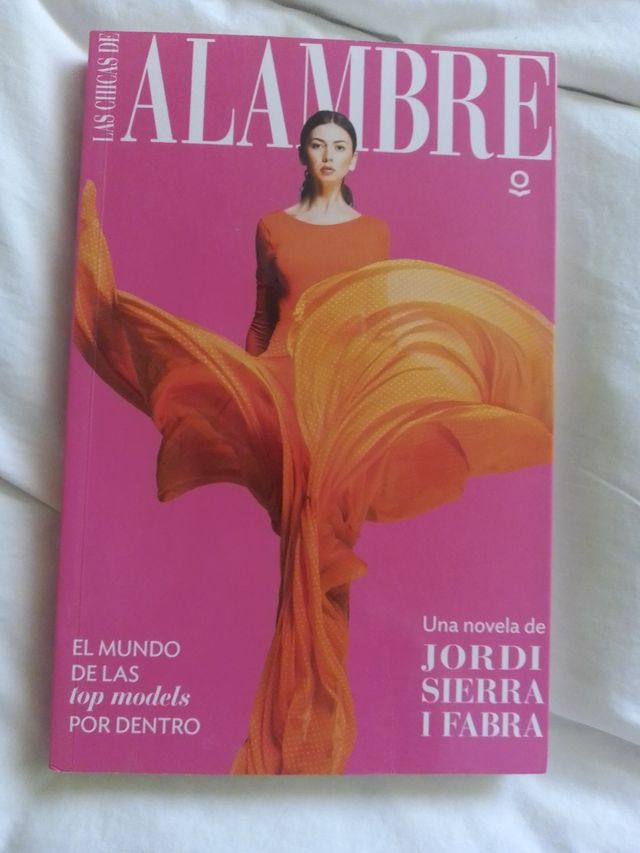 LAS CHICAS DE
ALAMBRE
EL MUNDO
DE LAS
top models
POR DENTRO
Una novela de
JORDI
SIERRA
I FABRA